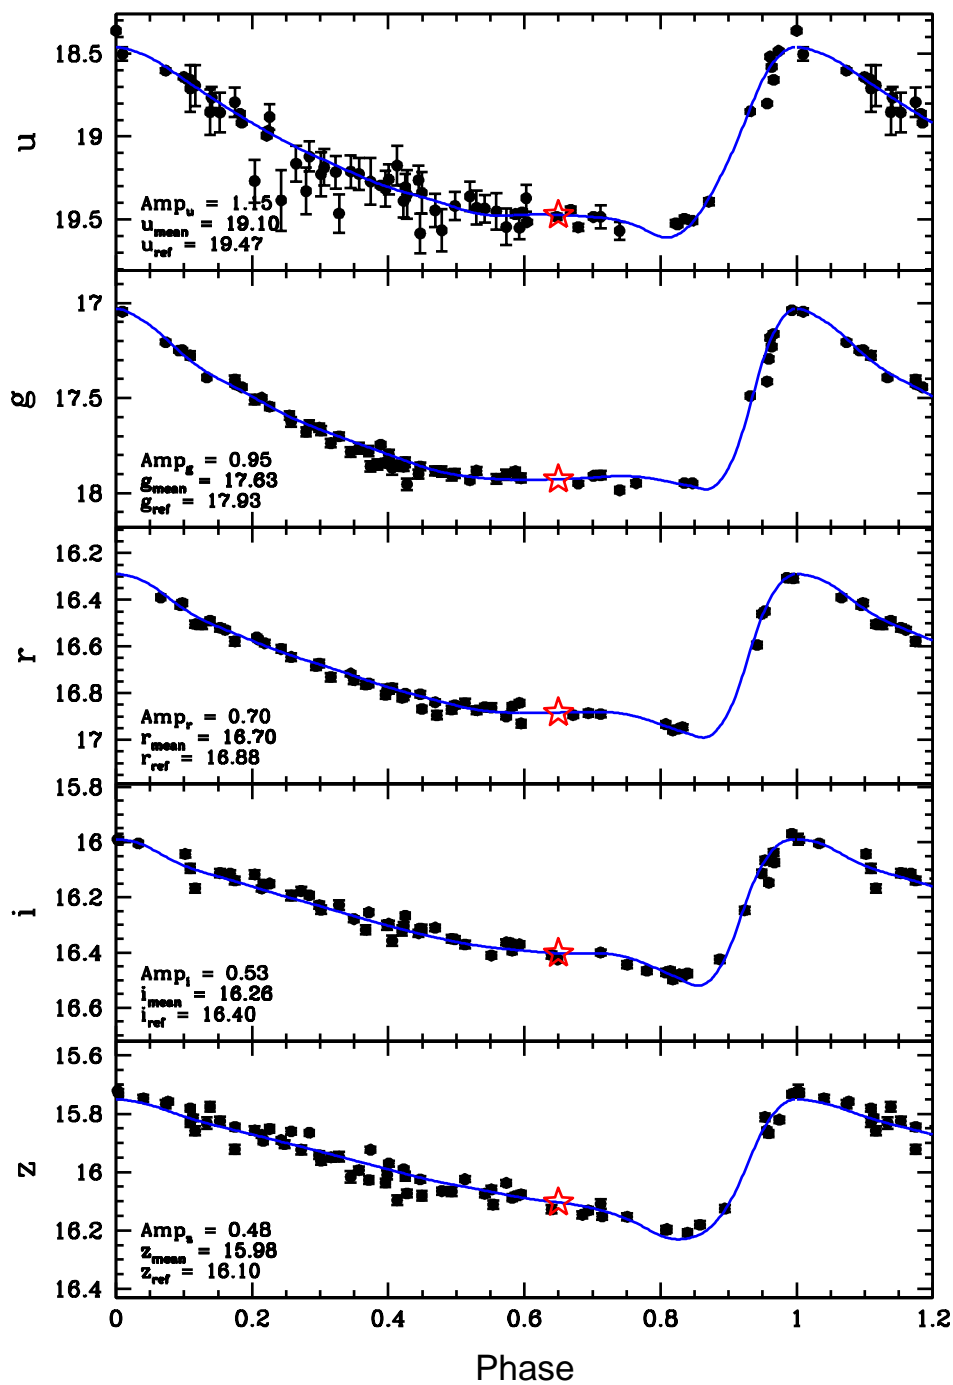 18.5
19
19.5
u
Amp_u = 1.15
u_mean = 19.10
u_ref = 19.47
17
17.5
18
g
Amp_g = 0.95
g_mean = 17.63
g_ref = 17.93
16.2
16.4
16.6
16.8
17
r
Amp_r = 0.70
r_mean = 16.70
r_ref = 16.88
15.8
16
16.2
16.4
16.6
i
Amp_i = 0.53
i_mean = 16.26
i_ref = 16.40
15.6
15.8
16
16.2
16.4
z
Amp_z = 0.48
z_mean = 15.98
z_ref = 16.10
0 0.2 0.4 0.6 0.8 1 1.2
Phase